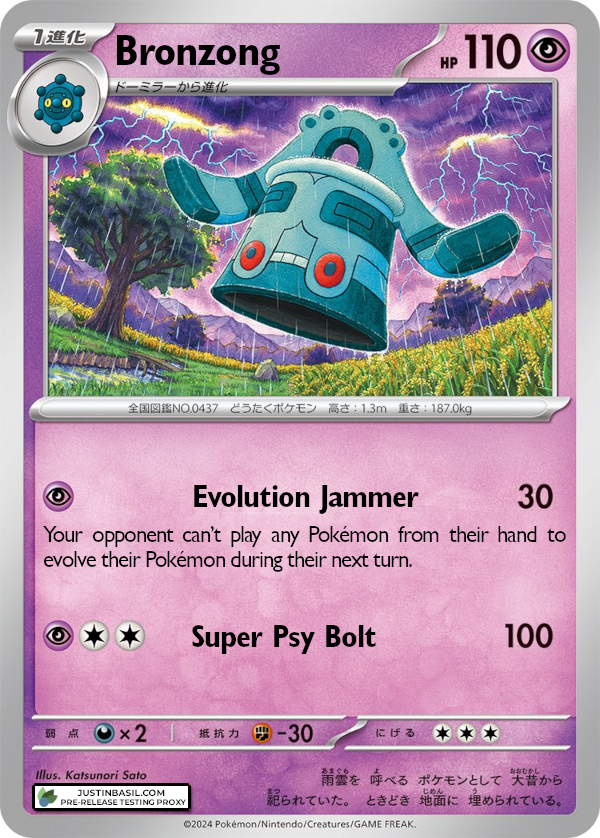 1進化
Bronzong
HP 110
ドーミラーから進化
全国図鑑NO.0437 どうたくポケモン 高さ：1.3m 重さ：187.0kg
Evolution Jammer 30
Your opponent can't play any Pokémon from their hand to
evolve their Pokémon during their next turn.
Super Psy Bolt 100
弱点 ×2 抵抗力 -30 にげる
Illus. Katsunori Sato
雨雲を 呼べる ポケモンとして 大昔から
祀られていた。 ときどき 地面に 埋められている。
JUSTINBASIL.COM
PRE-RELEASE TESTING PROXY
©2024 Pokémon/Nintendo/Creatures/GAME FREAK.